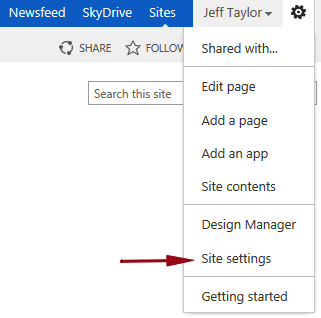 Newsfeed SkyDrive Sites Jeff Taylor
SHARE FOLLOW
Search this site
Shared with...
Edit page
Add a page
Add an app
Site contents
Design Manager
Site settings
Getting started